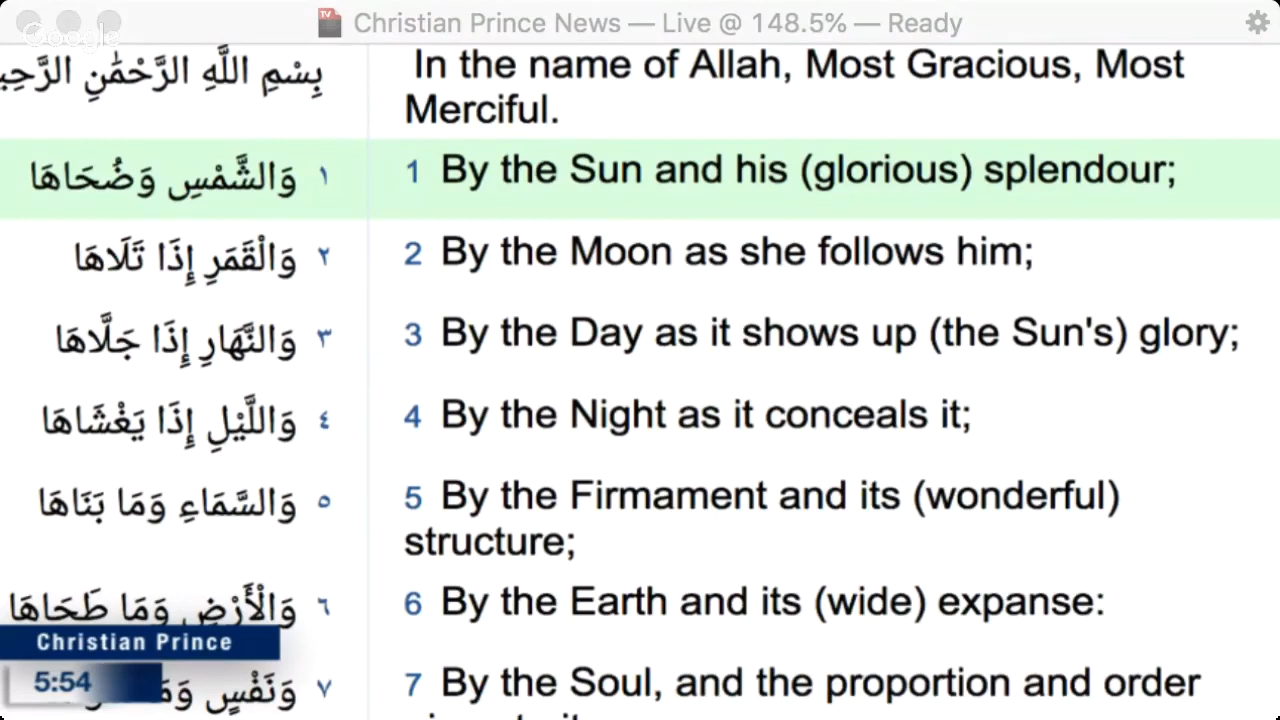 Christian Prince News — Live @ 148.5% — Ready
Google
بِسْمِ اللَّهِ الرَّحْمَٰنِ
In the name of Allah, Most Gracious, Most
Merciful.
١ وَالشَّمْسِ وَضُحَاهَا
1 By the Sun and his (glorious) splendour;
٢ وَالْقَمَرِ إِذَا تَلَاهَا
2 By the Moon as she follows him;
٣ وَالنَّهَارِ إِذَا جَلَّاهَا
3 By the Day as it shows up (the Sun's) glory;
٤ وَاللَّيْلِ إِذَا يَغْشَاهَا
4 By the Night as it conceals it;
٥ وَالسَّمَاءِ وَمَا بَنَاهَا
5 By the Firmament and its (wonderful)
structure;
٦ وَالْأَرْضِ وَمَا طَحَاهَا
6 By the Earth and its (wide) expanse:
٧ وَنَفْسٍ
7 By the Soul, and the proportion and order
Christian Prince
5:54